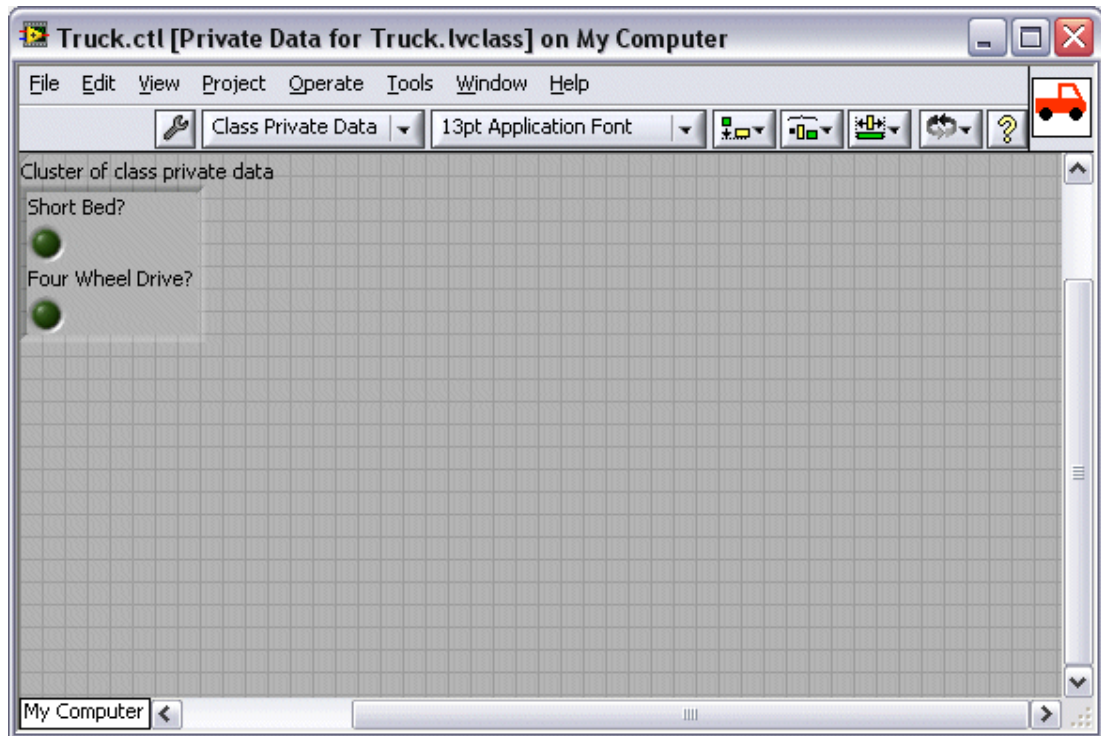 Truck.ctl [Private Data for Truck.lvclass] on My Computer
File Edit View Project Operate Tools Window Help
Class Private Data 13pt Application Font ?
Cluster of class private data
Short Bed?
Four Wheel Drive?
My Computer